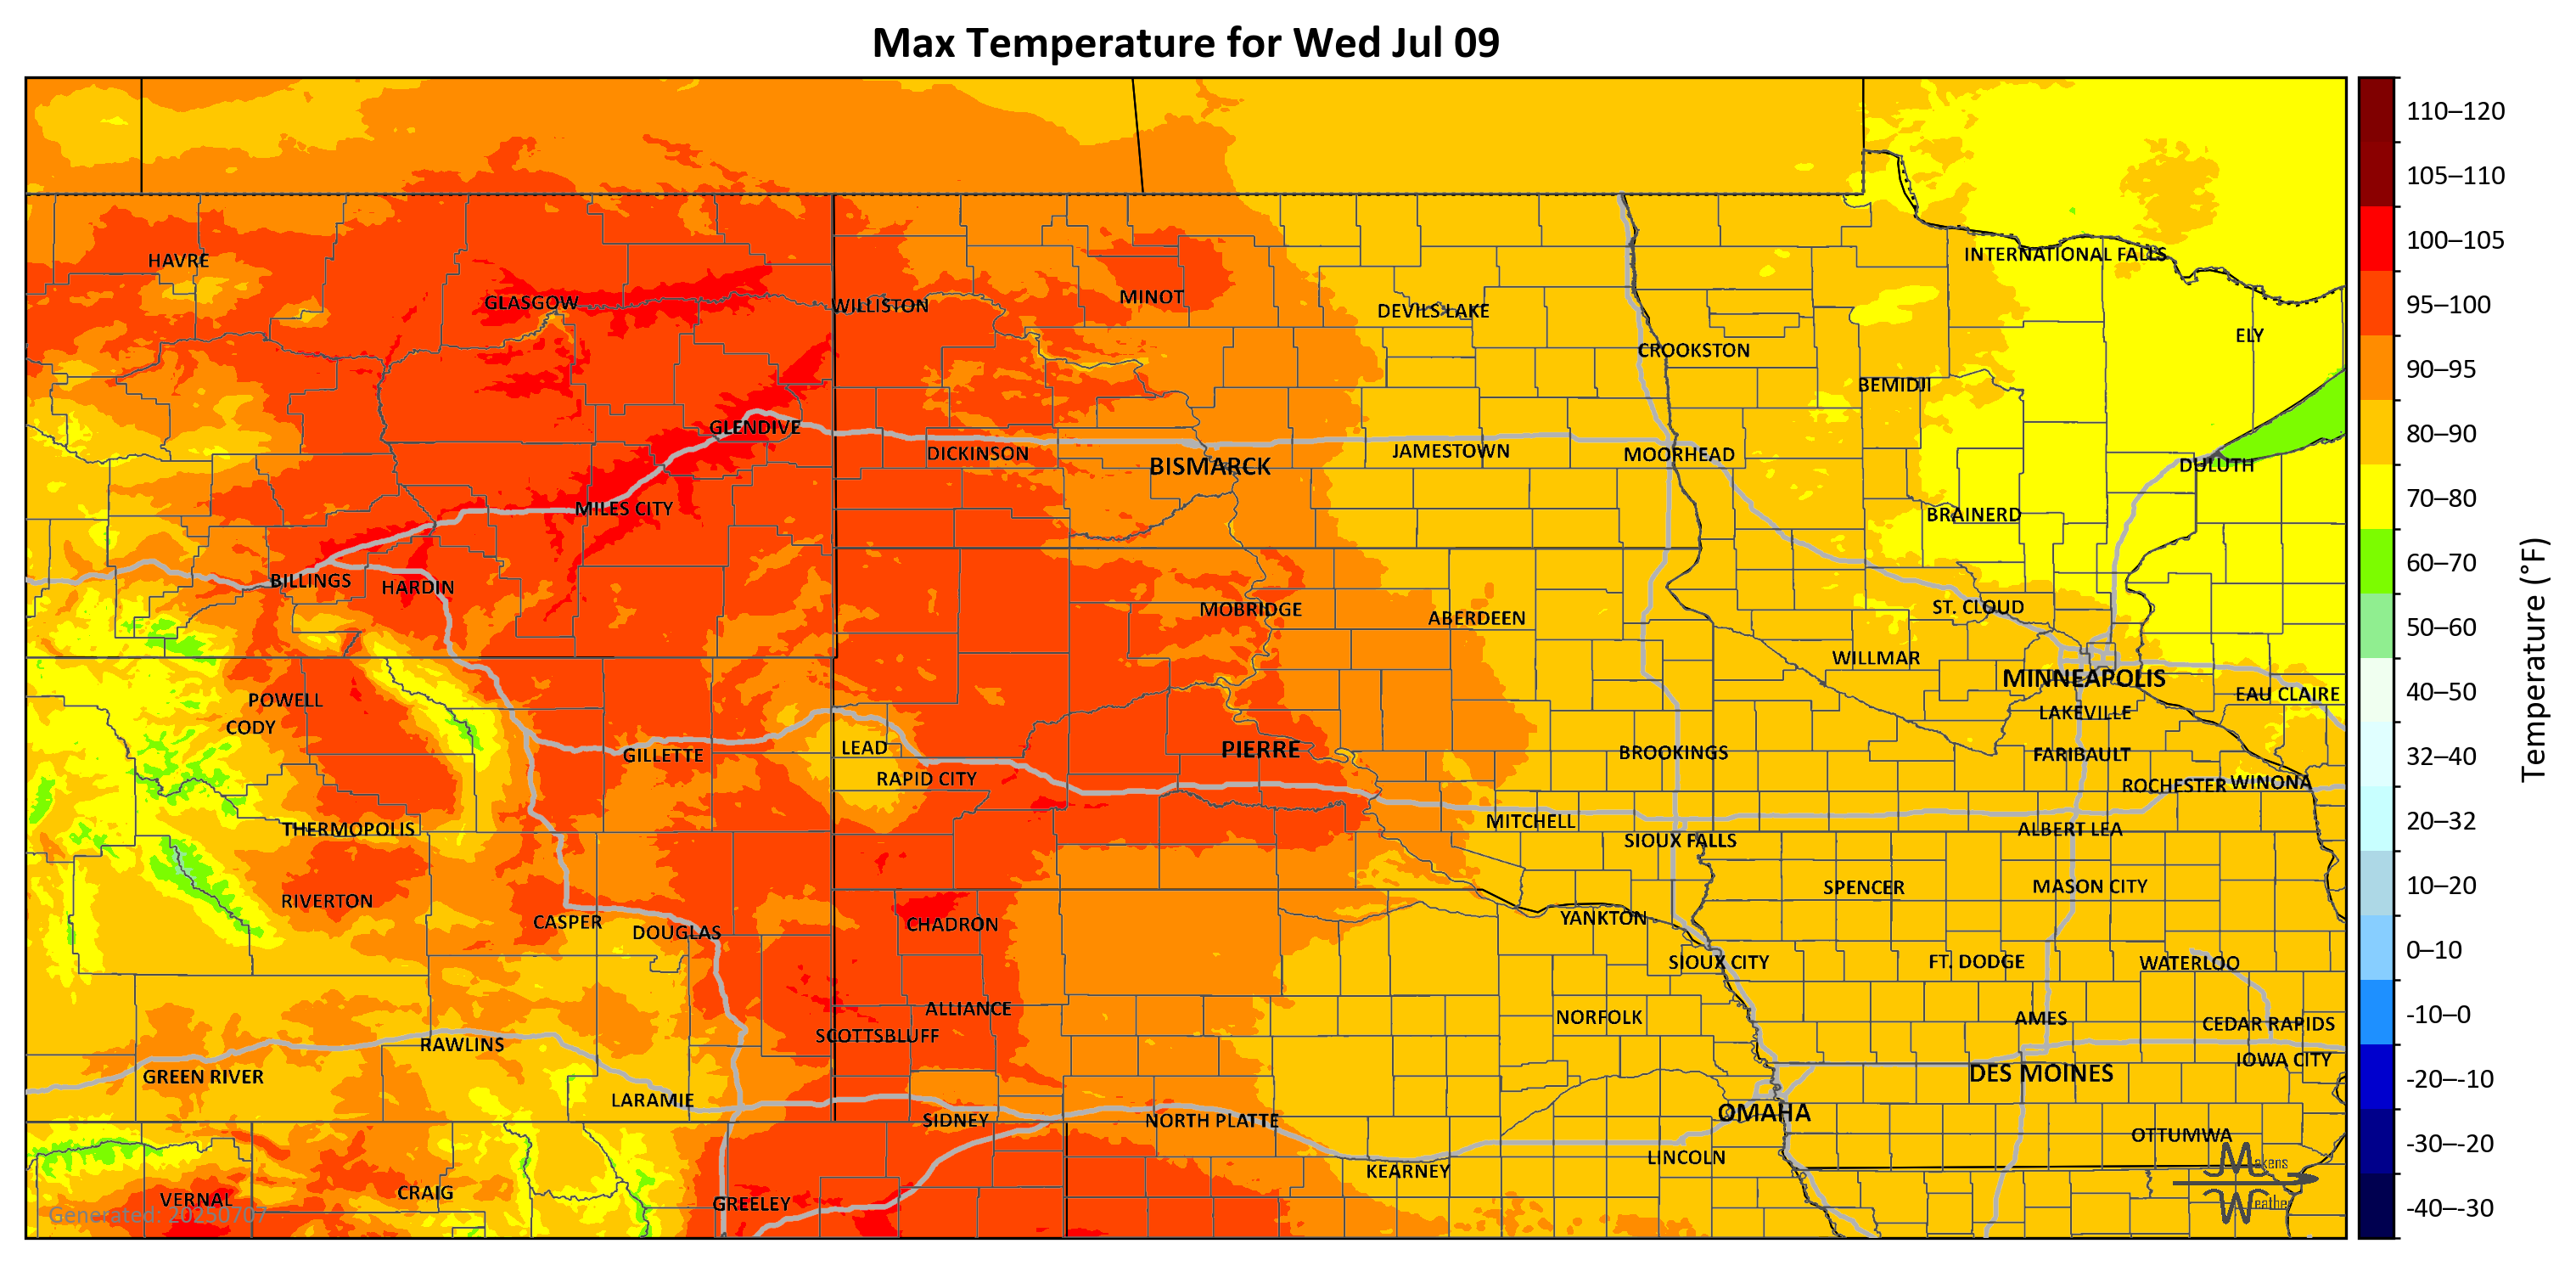 Max Temperature for Wed Jul 09
110–120
105–110
HAVRE
INTERNATIONAL FALLS
100–105
GLASGOW
WILLISTON
MINOT
DEVILS LAKE
95–100
ELY
CROOKSTON
BEMIDJI
90–95
GLENDIVE
DICKINSON
BISMARCK
JAMESTOWN
MOORHEAD
DULUTH
80–90
MILES CITY
BRAINERD
70–80
BILLINGS
HARDIN
60–70
MOBRIDGE
ABERDEEN
ST. CLOUD
50–60
WILLMAR
MINNEAPOLIS
POWELL
EAU CLAIRE
40–50
CODY
LAKEVILLE
GILLETTE
LEAD
PIERRE
BROOKINGS
FARIBAULT
32–40
RAPID CITY
ROCHESTER
WINONA
THERMOPOLIS
MITCHELL
SIOUX FALLS
ALBERT LEA
20–32
RIVERTON
SPENCER
MASON CITY
10–20
CASPER
DOUGLAS
CHADRON
YANKTON
SIOUX CITY
FT. DODGE
WATERLOO
0–10
ALLIANCE
SCOTTSBLUFF
NORFOLK
AMES
CEDAR RAPIDS
-10–0
RAWLINS
IOWA CITY
GREEN RIVER
DES MOINES
-20–-10
LARAMIE
SIDNEY
NORTH PLATTE
OMAHA
OTTUMWA
-30–-20
KEARNEY
LINCOLN
Makens
Weather
VERNAL
CRAIG
GREELEY
-40–-30
Generated: 20250707
Temperature (°F)